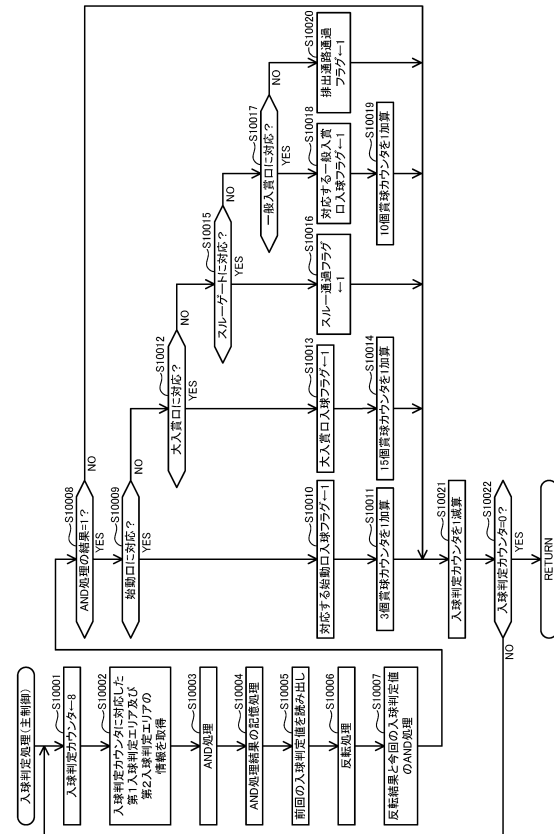 入球判定処理(主制御)
S10001
入球判定カウンタ←8
S10002
入球判定カウンタに対応した
第1入球判定エリア及び
第2入球判定エリアの
情報を取得
S10003
AND処理
S10004
AND処理結果の記憶処理
S10005
前回の入球判定値を読み出し
S10006
反転処理
S10007
反転結果と今回の入球判定値
のAND処理
S10008
AND処理の結果=1?
NO
YES
S10009
始動口に対応?
NO
YES
S10010
対応する始動口入球フラグ←1
S10011
3個賞球カウンタを1加算
S10012
大入賞口に対応?
NO
YES
S10013
大入賞口入球フラグ←1
S10014
15個賞球カウンタを1加算
S10015
スルーゲートに対応?
NO
YES
S10016
スルー通過フラグ
←1
S10017
一般入賞口に対応?
NO
YES
S10018
対応する一般入賞
口入球フラグ←1
S10019
10個賞球カウンタを1加算
S10020
排出通路通過
フラグ←1
S10021
入球判定カウンタを1減算
S10022
入球判定カウンタ=0?
NO
YES
RETURN